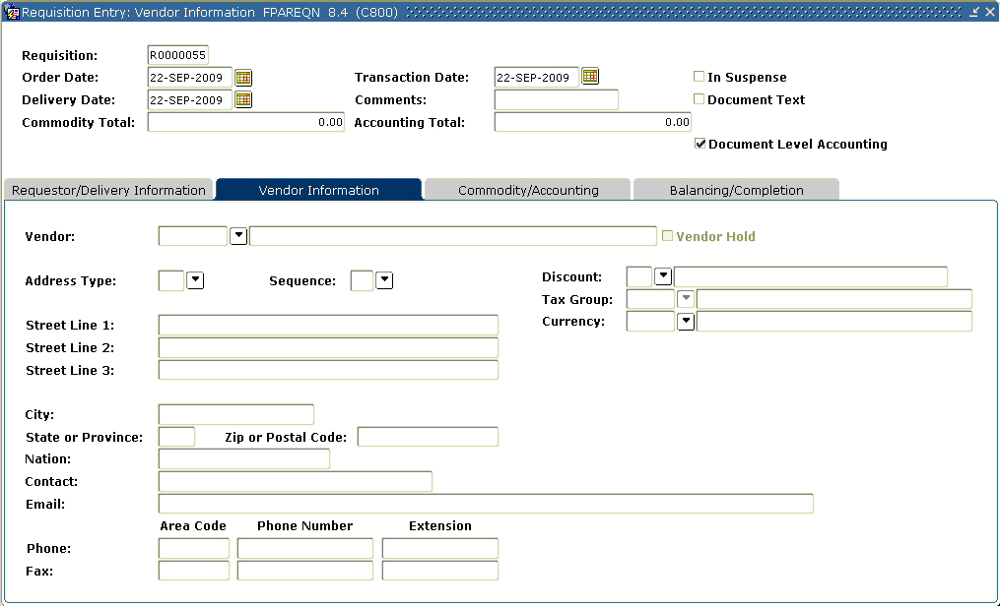 Requisition Entry: Vendor Information FPAREQN 8.4 (C800)
Requisition: R0000055
Order Date: 22-SEP-2009 Transaction Date: 22-SEP-2009 In Suspense
Delivery Date: 22-SEP-2009 Comments: Document Text
Commodity Total: 0.00 Accounting Total: 0.00
Document Level Accounting
Requestor/Delivery Information Vendor Information Commodity/Accounting Balancing/Completion
Vendor: Vendor Hold
Address Type: Sequence: Discount:
Tax Group:
Street Line 1: Currency:
Street Line 2:
Street Line 3:
City:
State or Province: Zip or Postal Code:
Nation:
Contact:
Email:
Area Code Phone Number Extension
Phone:
Fax: